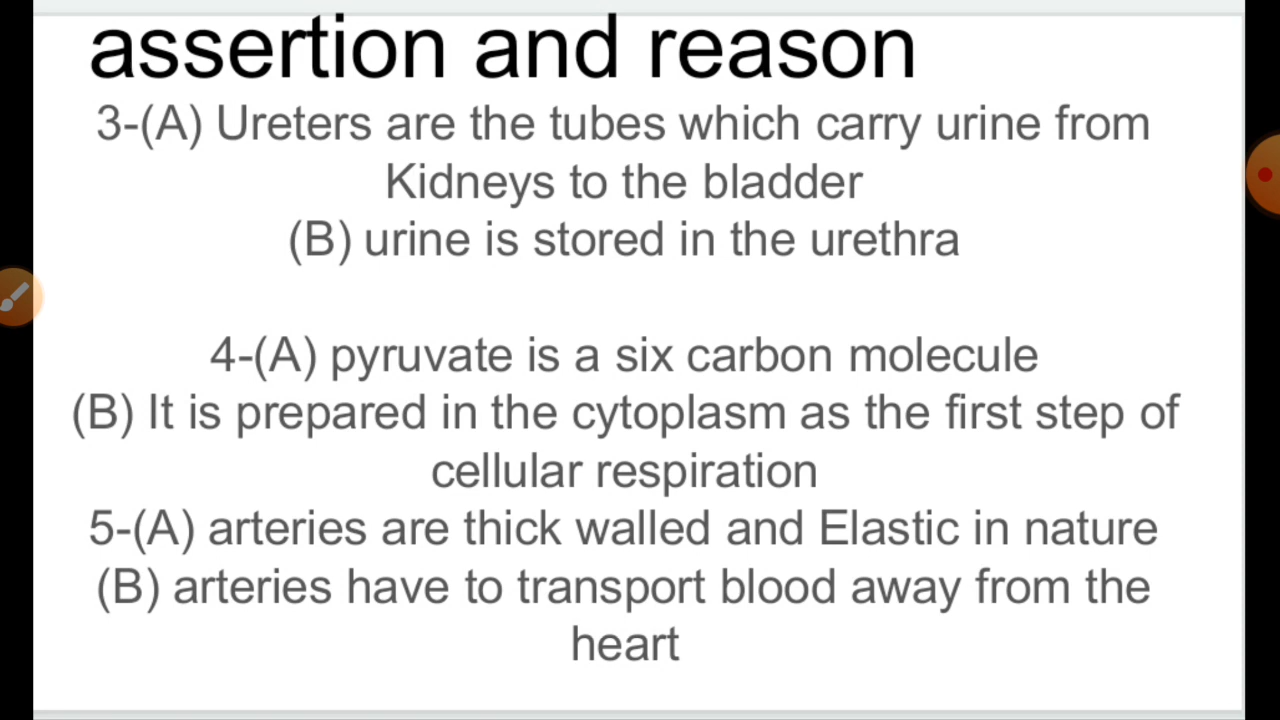 assertion and reason
3-(A) Ureters are the tubes which carry urine from
Kidneys to the bladder
(B) urine is stored in the urethra
4-(A) pyruvate is a six carbon molecule
(B) It is prepared in the cytoplasm as the first step of
cellular respiration
5-(A) arteries are thick walled and Elastic in nature
(B) arteries have to transport blood away from the
heart